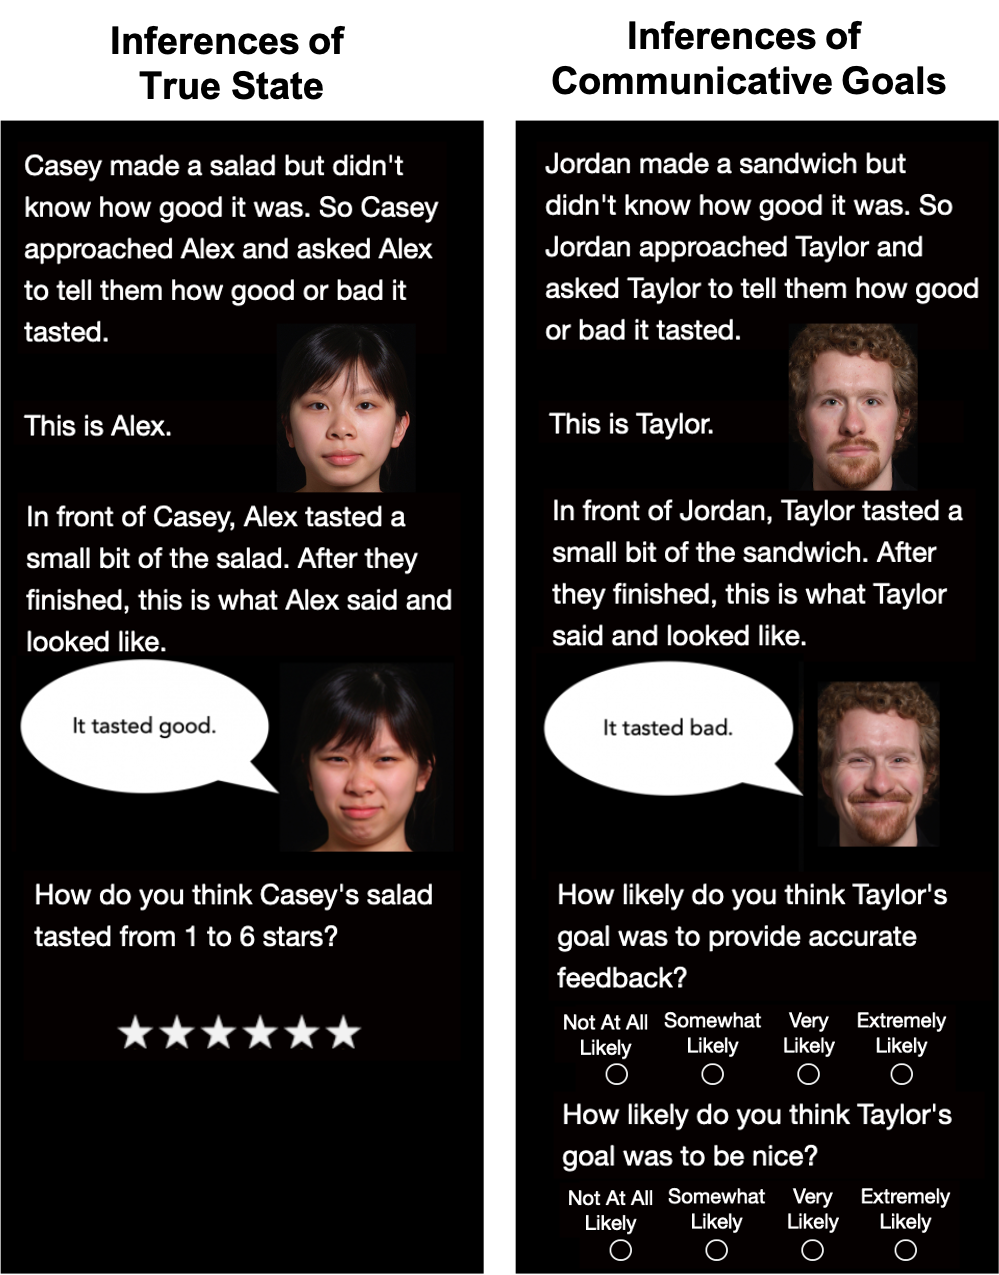 Inferences of
True State
Casey made a salad but didn't
know how good it was. So Casey
approached Alex and asked Alex
to tell them how good or bad it
tasted.
This is Alex.
In front of Casey, Alex tasted a
small bit of the salad. After they
finished, this is what Alex said and
looked like.
It tasted good.
How do you think Casey's salad
tasted from 1 to 6 stars?
Inferences of
Communicative Goals
Jordan made a sandwich but
didn't know how good it was. So
Jordan approached Taylor and
asked Taylor to tell them how good
or bad it tasted.
This is Taylor.
In front of Jordan, Taylor tasted a
small bit of the sandwich. After
they finished, this is what Taylor
said and looked like.
It tasted bad.
How likely do you think Taylor's
goal was to provide accurate
feedback?
Not At All Somewhat Very Extremely
Likely Likely Likely Likely
How likely do you think Taylor's
goal was to be nice?
Not At All Somewhat Very Extremely
Likely Likely Likely Likely